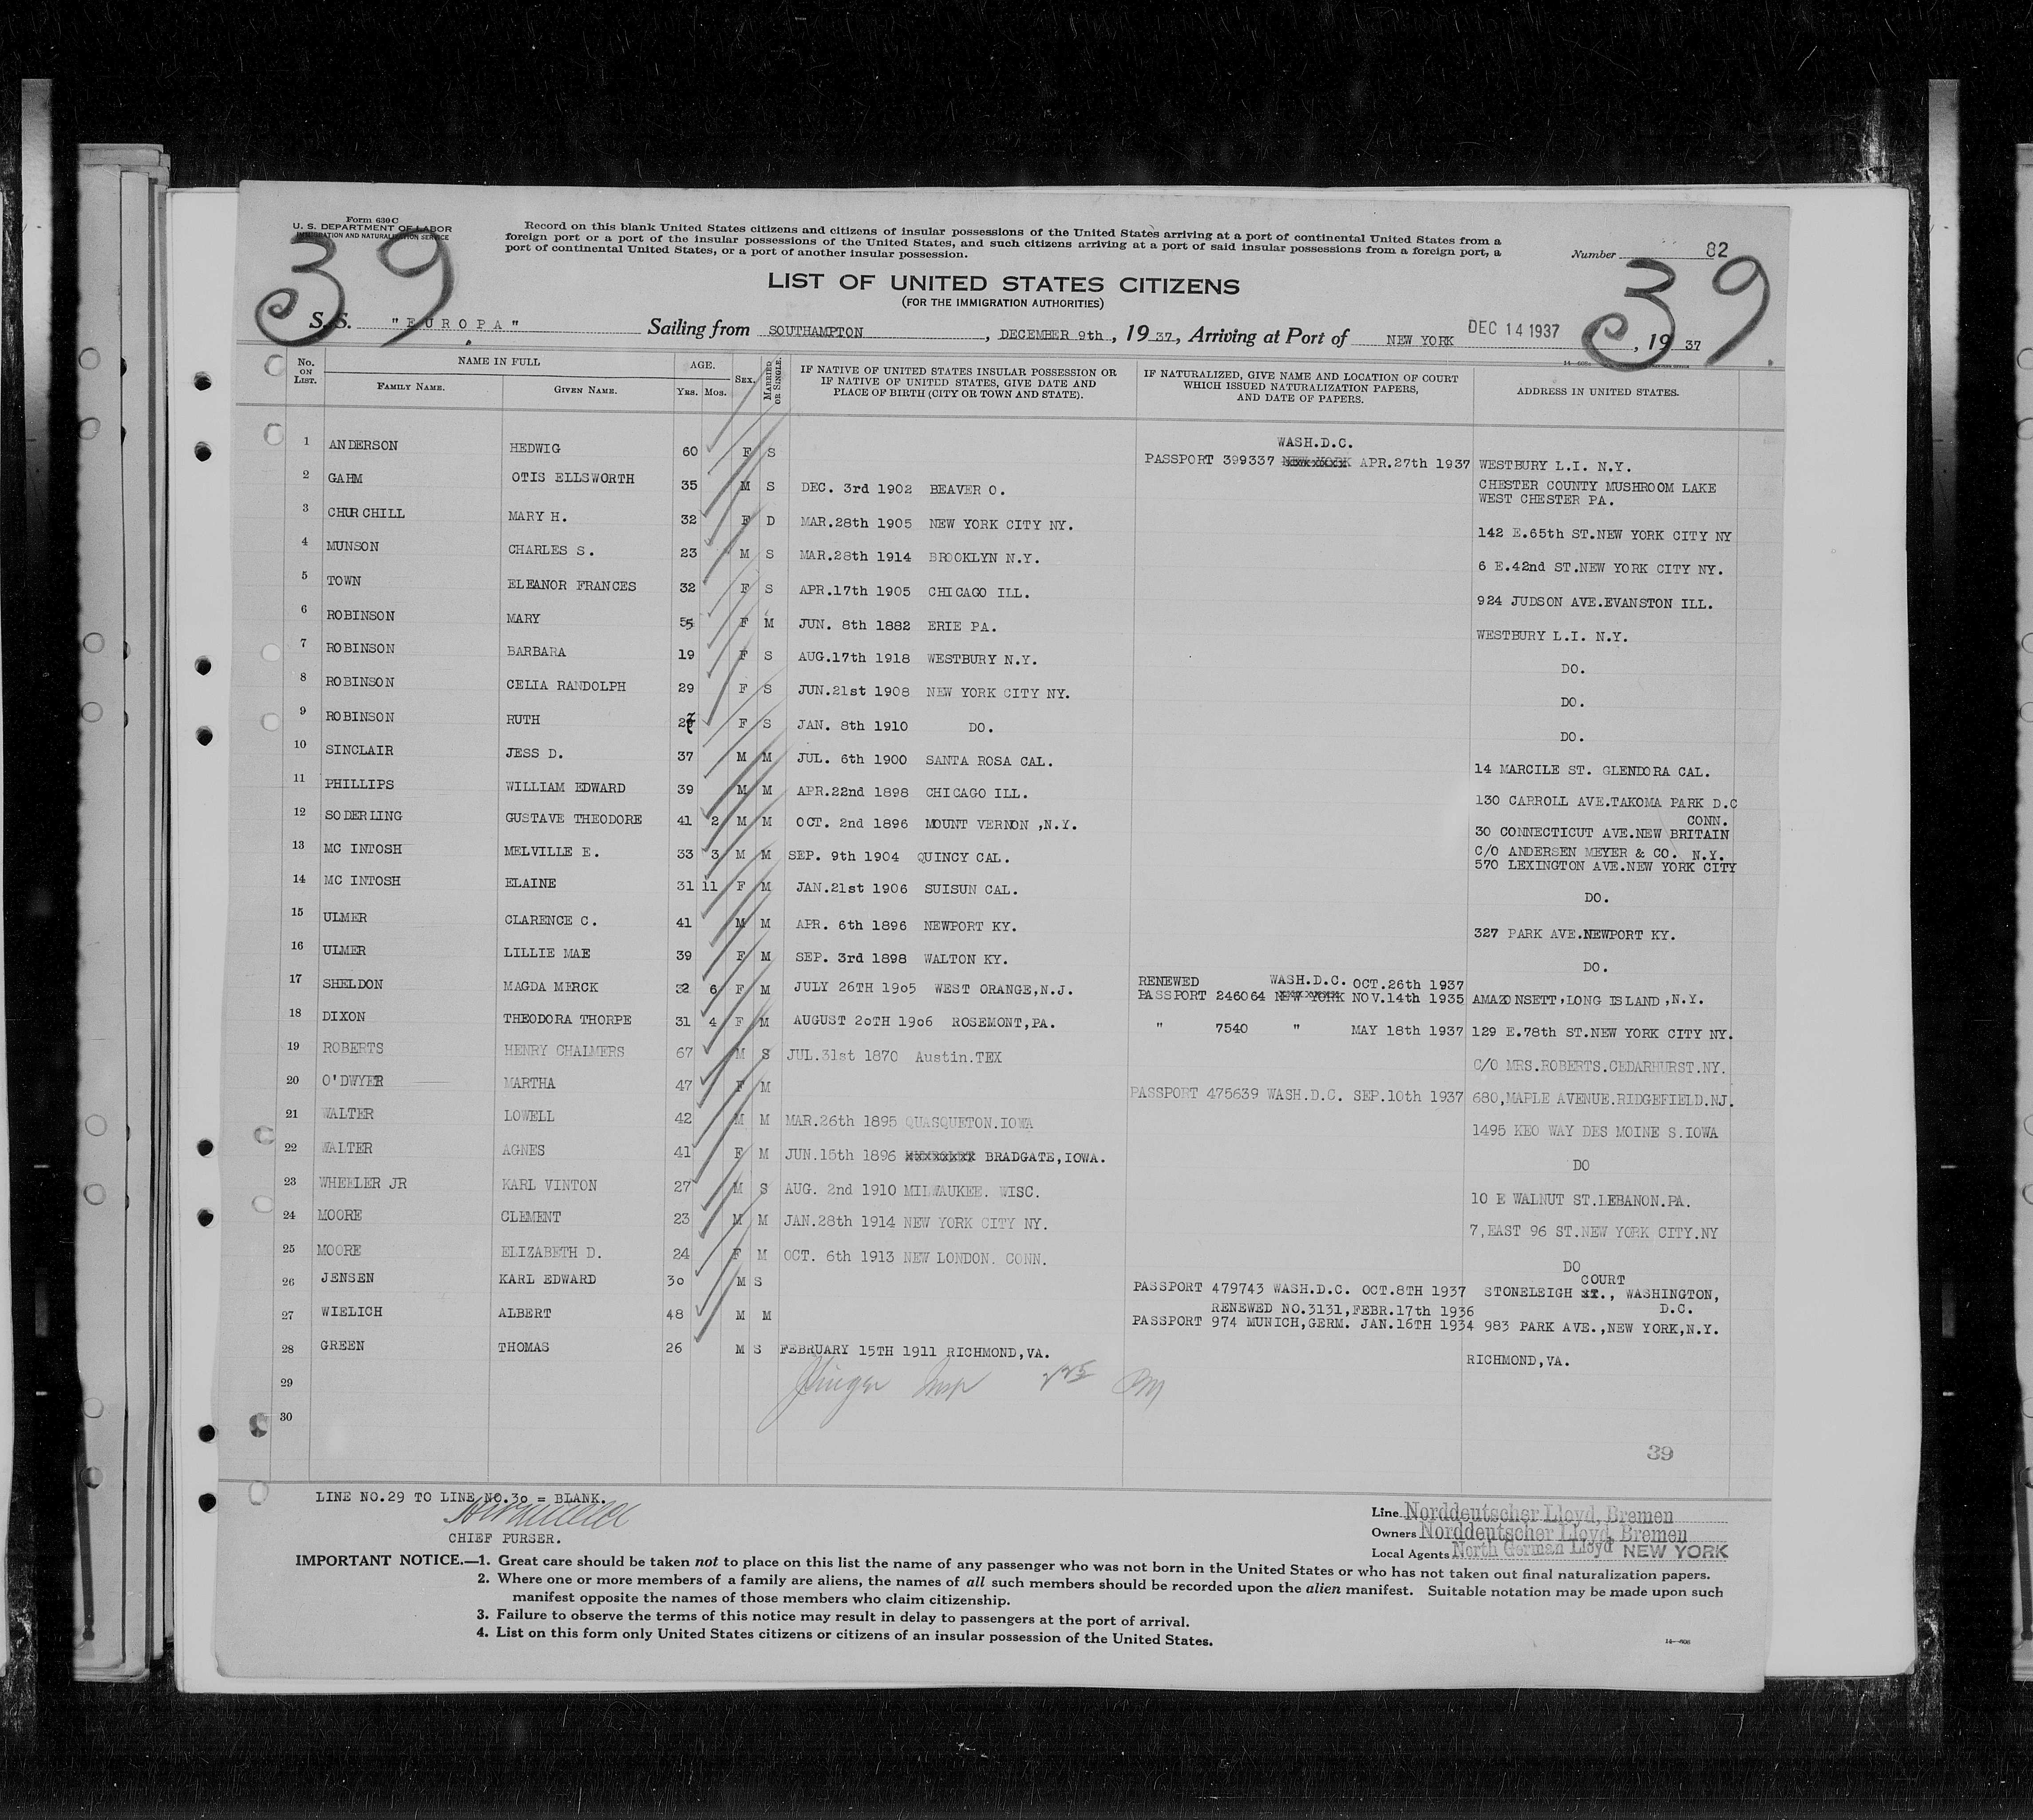 Form 630 C
U. S. DEPARTMENT OF LABOR
IMMIGRATION AND NATURALIZATION SERVICE
39
Record on this blank United States citizens and citizens of insular possessions of the United States arriving at a port of continental United States from a
foreign port or a port of the insular possessions of the United States, and such citizens arriving at a port of said insular possessions from a foreign port, a
port of continental United States, or a port of another insular possession.
Number 82
39
LIST OF UNITED STATES CITIZENS
(FOR THE IMMIGRATION AUTHORITIES)
S. S. "EUROPA" Sailing from SOUTHAMPTON, DECEMBER 9th, 19 37, Arriving at Port of NEW YORK DEC 14 1937, 19 37
No. ON LIST. NAME IN FULL FAMILY NAME. GIVEN NAME. AGE. YRS. MOS. SEX. MARRIED OR SINGLE. IF NATIVE OF UNITED STATES INSULAR POSSESSION OR IF NATIVE OF UNITED STATES, GIVE DATE AND PLACE OF BIRTH (CITY OR TOWN AND STATE). IF NATURALIZED, GIVE NAME AND LOCATION OF COURT WHICH ISSUED NATURALIZATION PAPERS, AND DATE OF PAPERS. ADDRESS IN UNITED STATES.
1 ANDERSON HEDWIG 60 F S PASSPORT 399337 NEW YORK WASH.D.C. APR.27th 1937 WESTBURY L.I. N.Y.
2 GAHM OTIS ELLSWORTH 35 M S DEC. 3rd 1902 BEAVER O. CHESTER COUNTY MUSHROOM LAKE WEST CHESTER PA.
3 CHURCHILL MARY H. 32 F D MAR.28th 1905 NEW YORK CITY NY. 142 E.65th ST.NEW YORK CITY NY
4 MUNSON CHARLES S. 23 M S MAR.28th 1914 BROOKLYN N.Y. 6 E.42nd ST.NEW YORK CITY NY.
5 TOWN ELEANOR FRANCES 32 F S APR.17th 1905 CHICAGO ILL. 924 JUDSON AVE.EVANSTON ILL.
6 ROBINSON MARY 55 F M JUN. 8th 1882 ERIE PA. WESTBURY L.I. N.Y.
7 ROBINSON BARBARA 19 F S AUG.17th 1918 WESTBURY N.Y. DO.
8 ROBINSON CELIA RANDOLPH 29 F S JUN.21st 1908 NEW YORK CITY NY. DO.
9 ROBINSON RUTH 27 F S JAN. 8th 1910 DO. DO.
10 SINCLAIR JESS D. 37 M M JUL. 6th 1900 SANTA ROSA CAL. 14 MARCILE ST. GLENDORA CAL.
11 PHILLIPS WILLIAM EDWARD 39 M M APR.22nd 1898 CHICAGO ILL. 130 CARROLL AVE.TAKOMA PARK D.C
12 SODERLING GUSTAVE THEODORE 41 2 M M OCT. 2nd 1896 MOUNT VERNON ,N.Y. 30 CONNECTICUT AVE.NEW BRITAIN CONN.
13 MC INTOSH MELVILLE E. 33 3 M M SEP. 9th 1904 QUINCY CAL. C/O ANDERSEN MEYER & CO. N.Y. 570 LEXINGTON AVE.NEW YORK CITY
14 MC INTOSH ELAINE 31 11 F M JAN.21st 1906 SUISUN CAL. DO.
15 ULMER CLARENCE C. 41 M M APR. 6th 1896 NEWPORT KY. 327 PARK AVE.NEWPORT KY.
16 ULMER LILLIE MAE 39 F M SEP. 3rd 1898 WALTON KY. DO.
17 SHELDON MAGDA MERCK 32 6 F M JULY 26TH 19o5 WEST ORANGE,N.J. RENEWED WASH.D.C. OCT.26th 1937 PASSPORT 246064 NEW YORK NOV.14th 1935 AMAZONSETT,LONG ISLAND,N.Y.
18 DIXON THEODORA THORPE 31 4 F M AUGUST 2oTH 19o6 ROSEMONT,PA. " 7540 " MAY 18th 1937 129 E.78th ST.NEW YORK CITY NY.
19 ROBERTS HENRY CHALMERS 67 M S JUL.31st 1870 Austin.TEX C/O MRS.ROBERTS.CEDARHURST.NY.
20 O'DWYER MARTHA 47 F M PASSPORT 475639 WASH.D.C. SEP.10th 1937 680,MAPLE AVENUE.RIDGEFIELD.NJ.
21 WALTER LOWELL 42 M M MAR.26th 1895 QUASQUETON.IOWA 1495 KEO WAY DES MOINE S.IOWA
22 WALTER AGNES 41 F M JUN.15th 1896 BRADGATE,IOWA. DO
23 WHEELER JR KARL VINTON 27 M S AUG. 2nd 1910 MILWAUKEE. WISC. 10 E WALNUT ST.LEBANON.PA.
24 MOORE CLEMENT 23 M M JAN.28th 1914 NEW YORK CITY NY. 7,EAST 96 ST.NEW YORK CITY.NY
25 MOORE ELIZABETH D. 24 F M OCT. 6th 1913 NEW LONDON. CONN. DO
26 JENSEN KARL EDWARD 3o M S PASSPORT 479743 WASH.D.C. OCT.8TH 1937 STONELEIGH ST., COURT WASHINGTON, D.C.
27 WIELICH ALBERT 48 M M RENEWED NO.3131,FEBR.17th 1936 PASSPORT 974 MUNICH,GERM. JAN.16TH 1934 983 PARK AVE.,NEW YORK,N.Y.
28 GREEN THOMAS 26 M S FEBRUARY 15TH 1911 RICHMOND,VA. RICHMOND,VA.
29
30
39
LINE NO.29 TO LINE NO.3o = BLANK.
CHIEF PURSER.
Line Norddeutscher Lloyd, Bremen
Owners Norddeutscher Lloyd, Bremen
Local Agents North German Lloyd NEW YORK
IMPORTANT NOTICE.—1. Great care should be taken not to place on this list the name of any passenger who was not born in the United States or who has not taken out final naturalization papers.
2. Where one or more members of a family are aliens, the names of all such members should be recorded upon the alien manifest. Suitable notation may be made upon such
manifest opposite the names of those members who claim citizenship.
3. Failure to observe the terms of this notice may result in delay to passengers at the port of arrival.
4. List on this form only United States citizens or citizens of an insular possession of the United States.